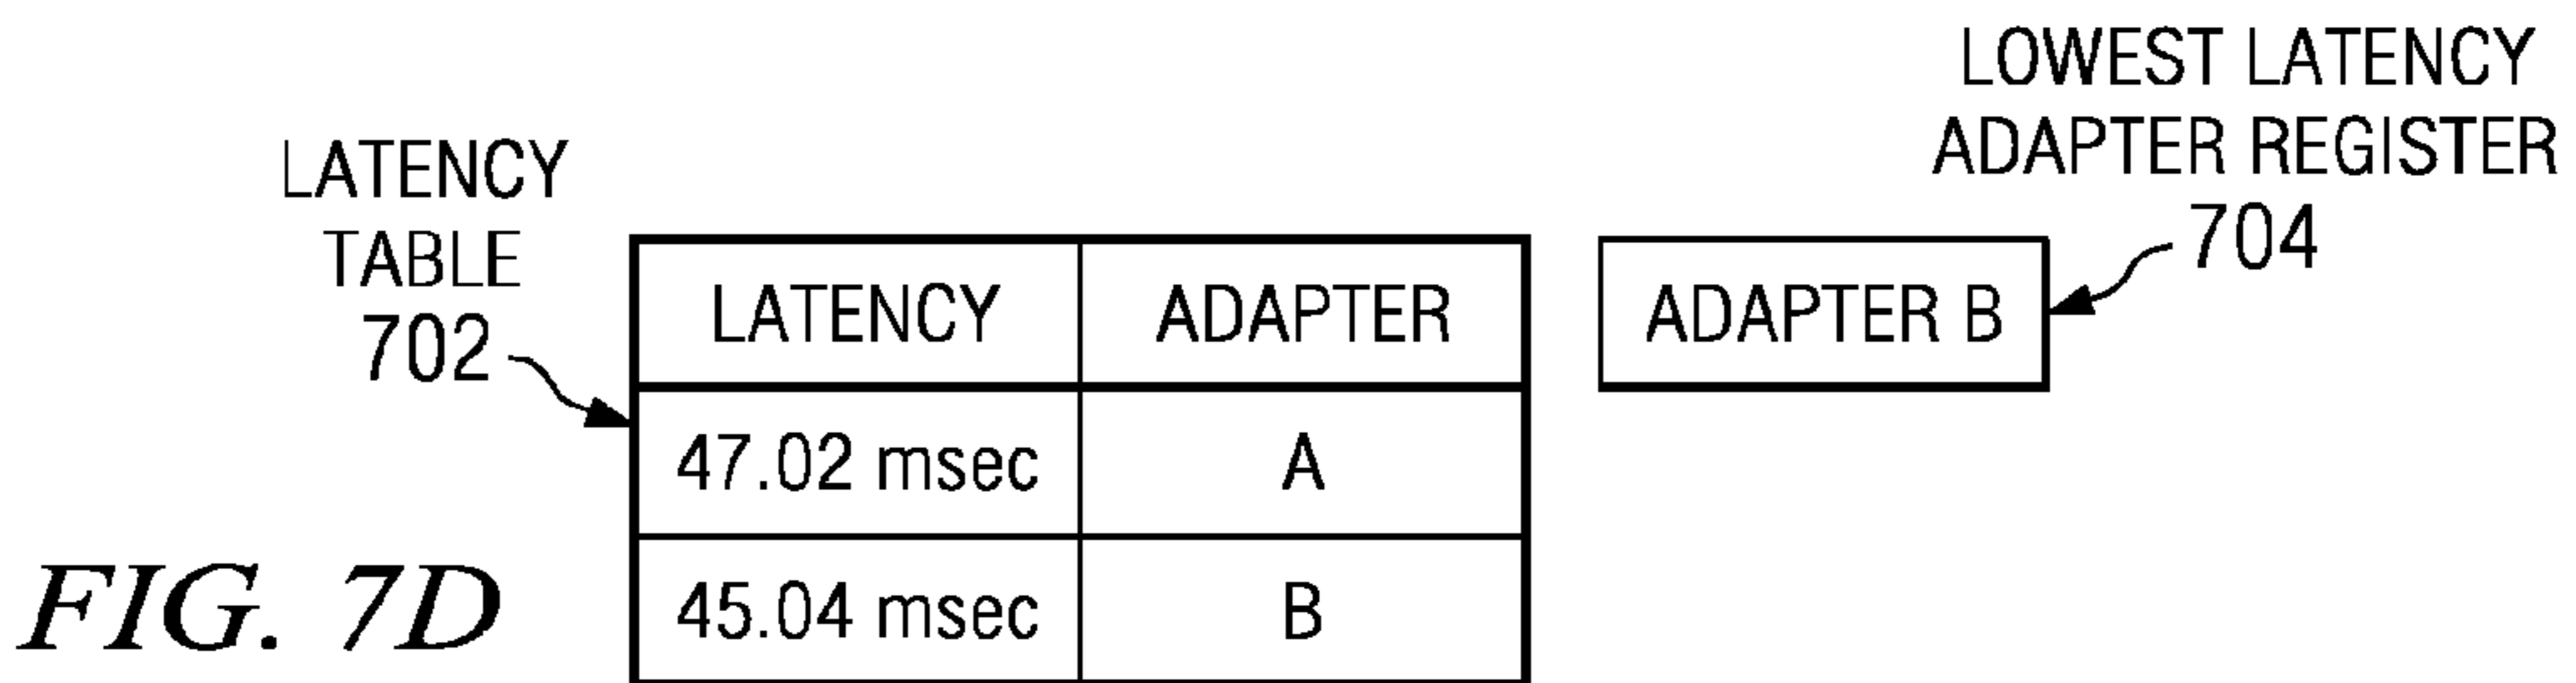 LATENCY
TABLE
702
LATENCY ADAPTER
47.02 msec A
45.04 msec B
ADAPTER B
LOWEST LATENCY
ADAPTER REGISTER
704
FIG. 7D